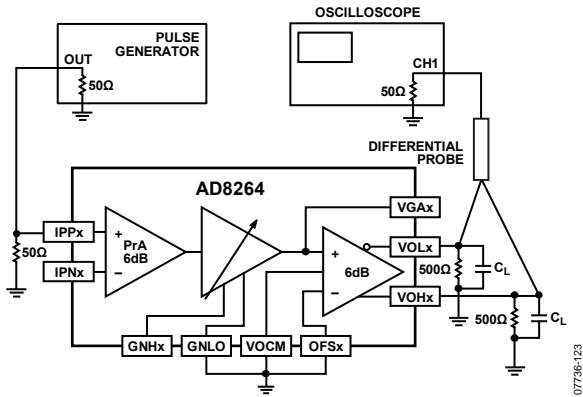 OSCILLOSCOPE
PULSE
GENERATOR
OUT
50Ω
CH1
50Ω
DIFFERENTIAL
PROBE
AD8264
VGAx
IPPx
+
PrA
6dB
–
IPNx
50Ω
+
6dB
–
VOLx
500Ω
CL
VOHx
500Ω
CL
GNHx
GNLO
VOCM
OFSx
07736-123